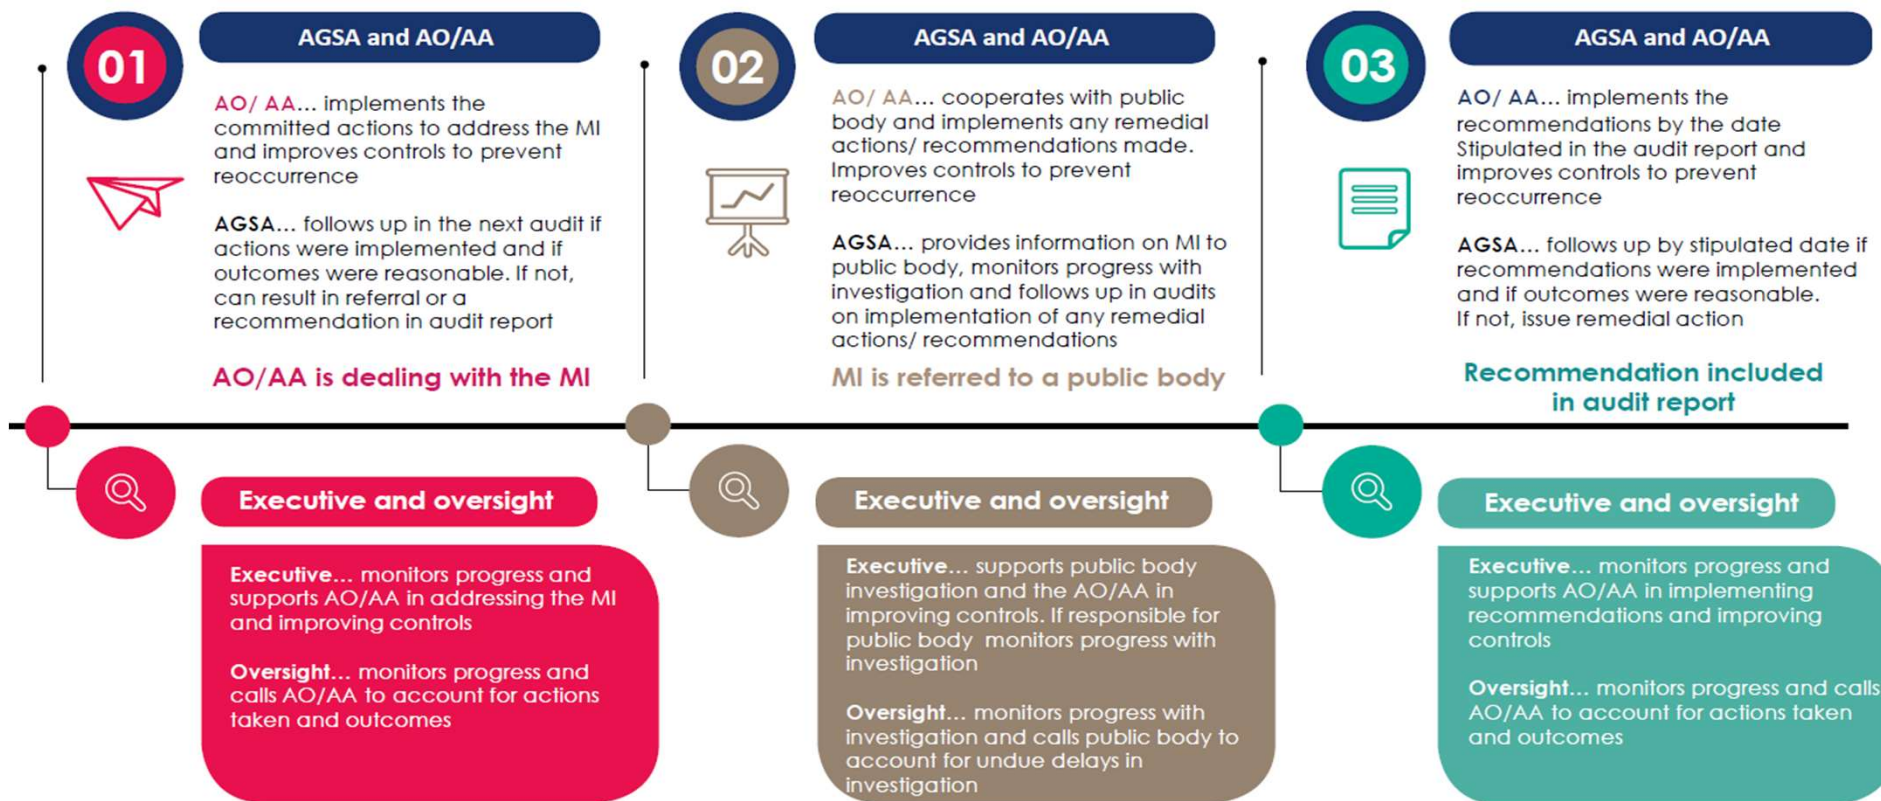 01
AGSA and AO/AA
AO/ AA... implements the
committed actions to address the MI
and improves controls to prevent
reoccurrence
AGSA... follows up in the next audit if
actions were implemented and if
outcomes were reasonable. If not,
can result in referral or a
recommendation in audit report
AO/AA is dealing with the MI
02
AGSA and AO/AA
AO/ AA... cooperates with public
body and implements any remedial
actions/ recommendations made.
Improves controls to prevent
reoccurrence
AGSA... provides information on MI to
public body, monitors progress with
investigation and follows up in audits
on implementation of any remedial
actions/ recommendations
MI is referred to a public body
03
AGSA and AO/AA
AO/ AA... implements the
recommendations by the date
Stipulated in the audit report and
improves controls to prevent
reoccurrence
AGSA... follows up by stipulated date if
recommendations were implemented
and if outcomes were reasonable.
If not, issue remedial action
Recommendation included
in audit report
Executive and oversight
Executive... monitors progress and
supports AO/AA in addressing the MI
and improving controls
Oversight... monitors progress and
calls AO/AA to account for actions
taken and outcomes
Executive and oversight
Executive... supports public body
investigation and the AO/AA in
improving controls. If responsible for
public body monitors progress with
investigation
Oversight... monitors progress with
investigation and calls public body to
account for undue delays in
investigation
Executive and oversight
Executive... monitors progress and
supports AO/AA in implementing
recommendations and improving
controls
Oversight... monitors progress and calls
AO/AA to account for actions taken
and outcomes